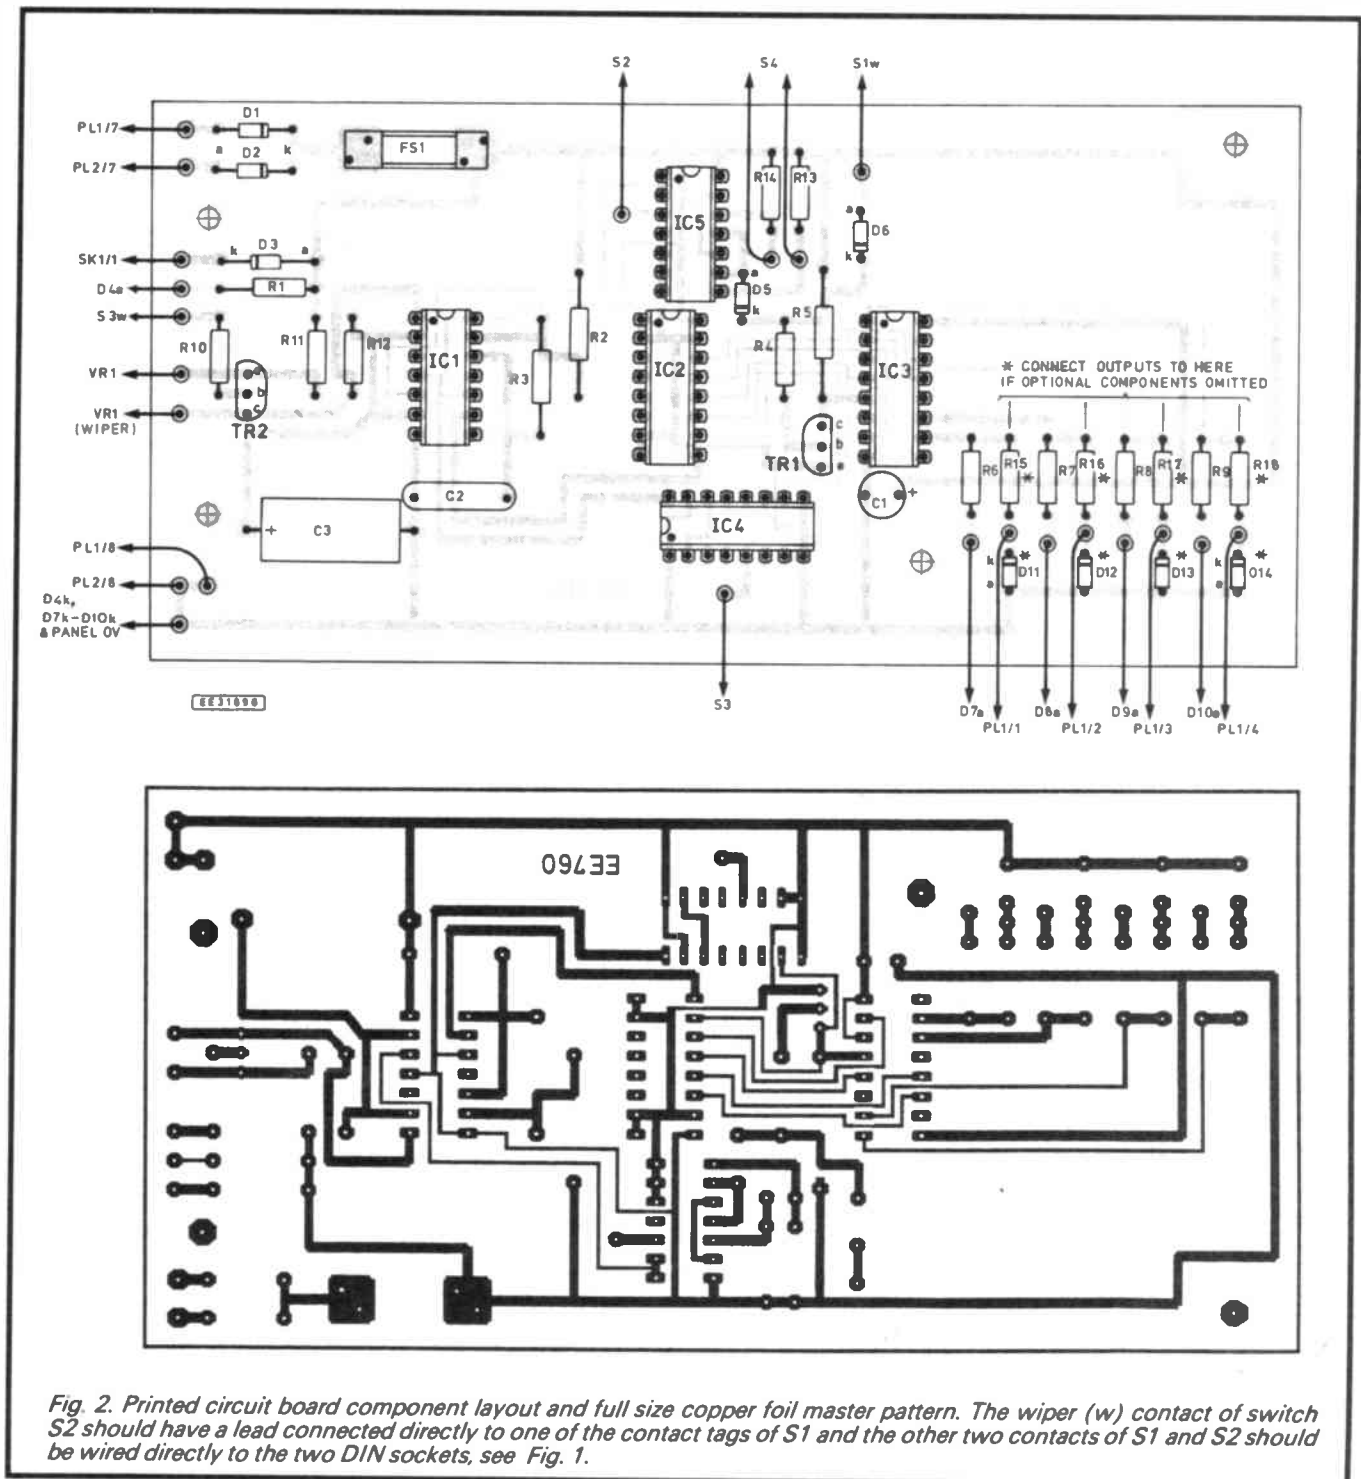 S2
S4
S1w
PL1/7
D1
a
k
D2
PL2/7
FS1
R14
R13
IC5
a
D6
k
SK1/1
k
D3
a
D4a
R1
S3w
a
D5
k
R10
R11
R12
IC1
R3
R2
IC2
R4
R5
IC3
VR1
VR1
(WIPER)
b
c
TR2
* CONNECT OUTPUTS TO HERE
IF OPTIONAL COMPONENTS OMITTED
c
b
e
TR1
R6
R15
*
R7
R16
*
R8
R17
*
R9
R18
*
+
C3
C2
IC4
C1
+
PL1/8
PL2/8
D4k,
D7k-D10k
& PANEL 0V
k
*
a
D11
*
D12
*
D13
k
*
a
D14
EE3189G
S3
D7a
D8a
D9a
D10a
PL1/1
PL1/2
PL1/3
PL1/4
EE760
Fig. 2. Printed circuit board component layout and full size copper foil master pattern. The wiper (w) contact of switch
S2 should have a lead connected directly to one of the contact tags of S1 and the other two contacts of S1 and S2 should
be wired directly to the two DIN sockets, see Fig. 1.